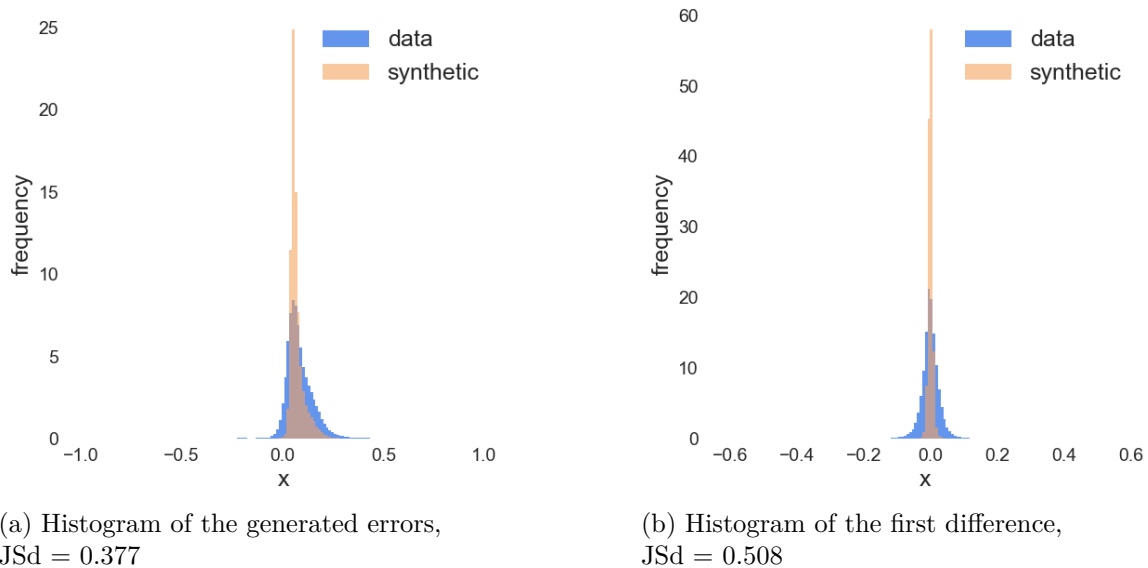 25
20
15
10
5
0
frequency
data
synthetic
−1.0 −0.5 0.0 0.5 1.0
x
(a) Histogram of the generated errors,
JSd = 0.377
60
50
40
30
20
10
0
frequency
data
synthetic
−0.6 −0.4 −0.2 0.0 0.2 0.4 0.6
x
(b) Histogram of the first difference,
JSd = 0.508